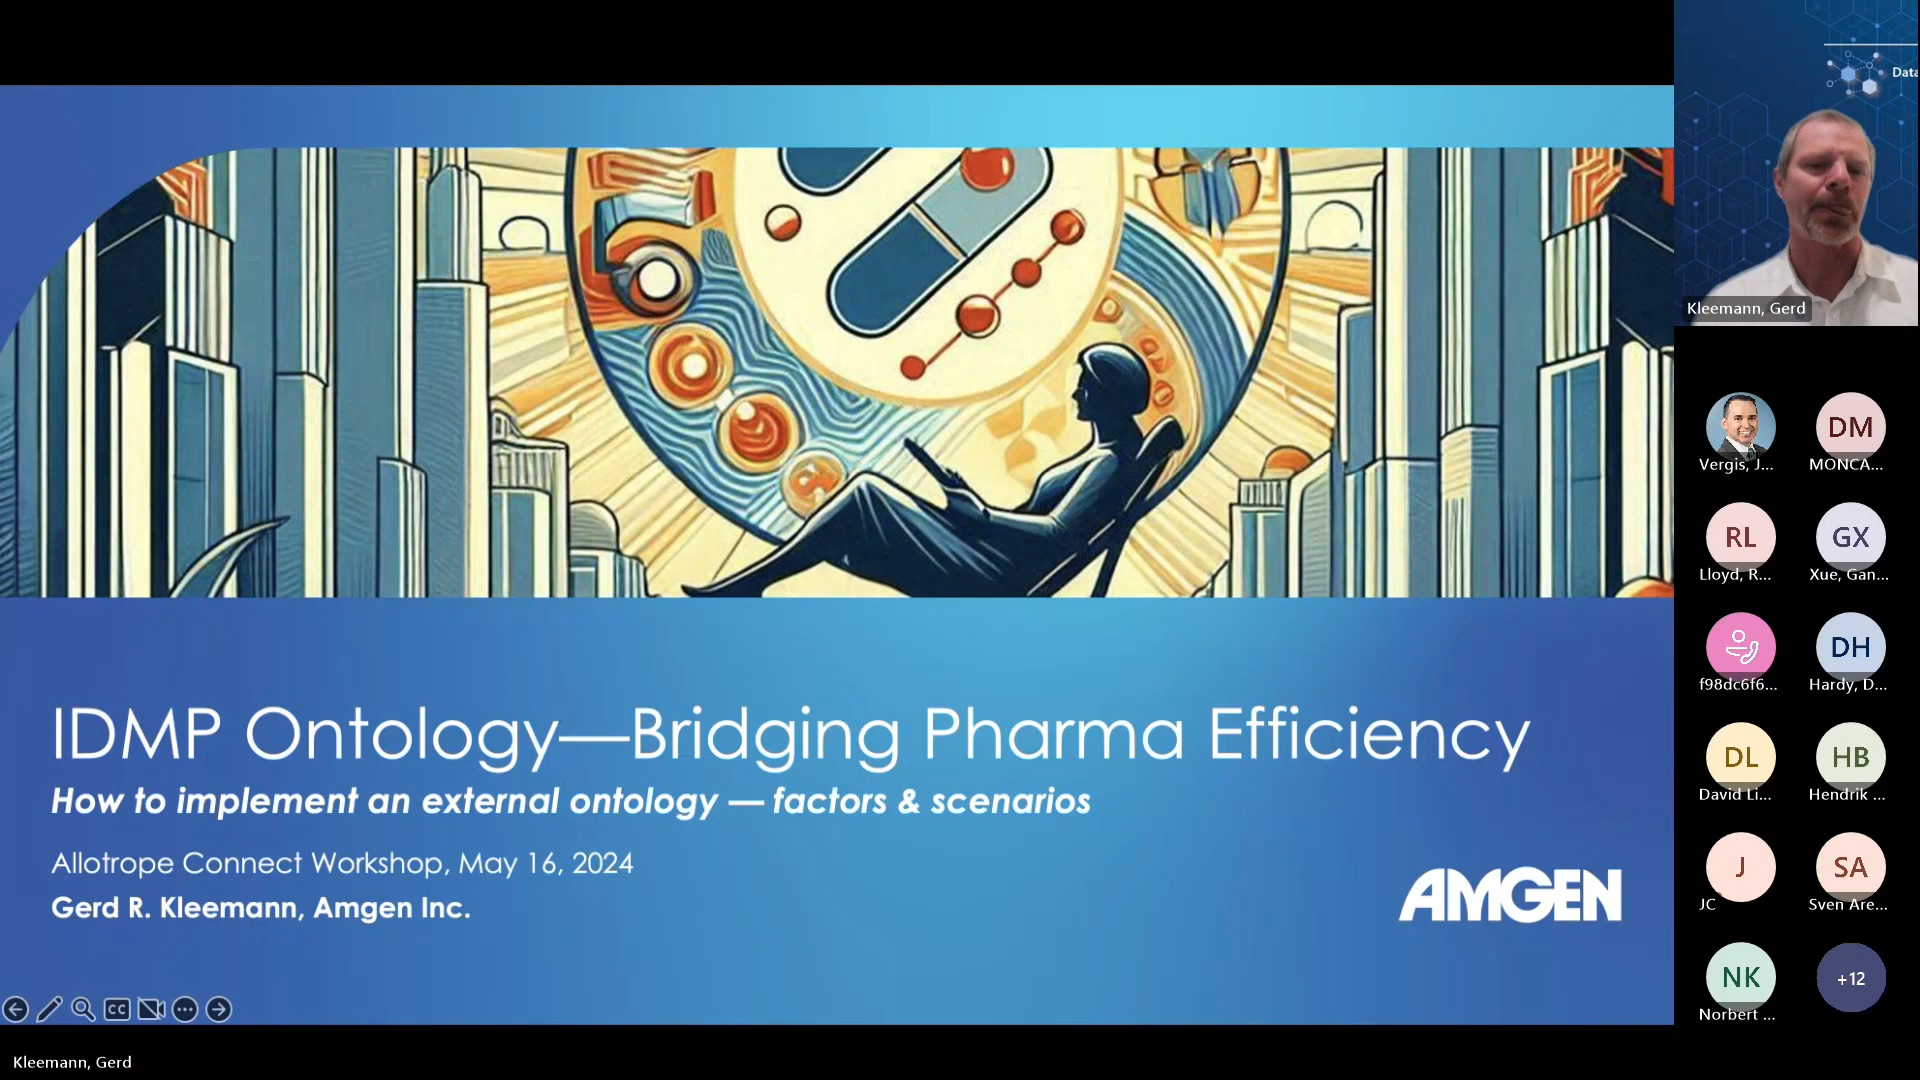 IDMP Ontology—Bridging Pharma Efficiency
How to implement an external ontology — factors & scenarios
Allotrope Connect Workshop, May 16, 2024
Gerd R. Kleemann, Amgen Inc.
AMGEN
CC
Kleemann, Gerd
Data
Kleemann, Gerd
Vergis, J...
DM
MONCA...
RL
Lloyd, R...
GX
Xue, Gan...
f98dc6f6...
DH
Hardy, D...
DL
David Li...
HB
Hendrik ...
J
JC
SA
Sven Are...
NK
Norbert ...
+12